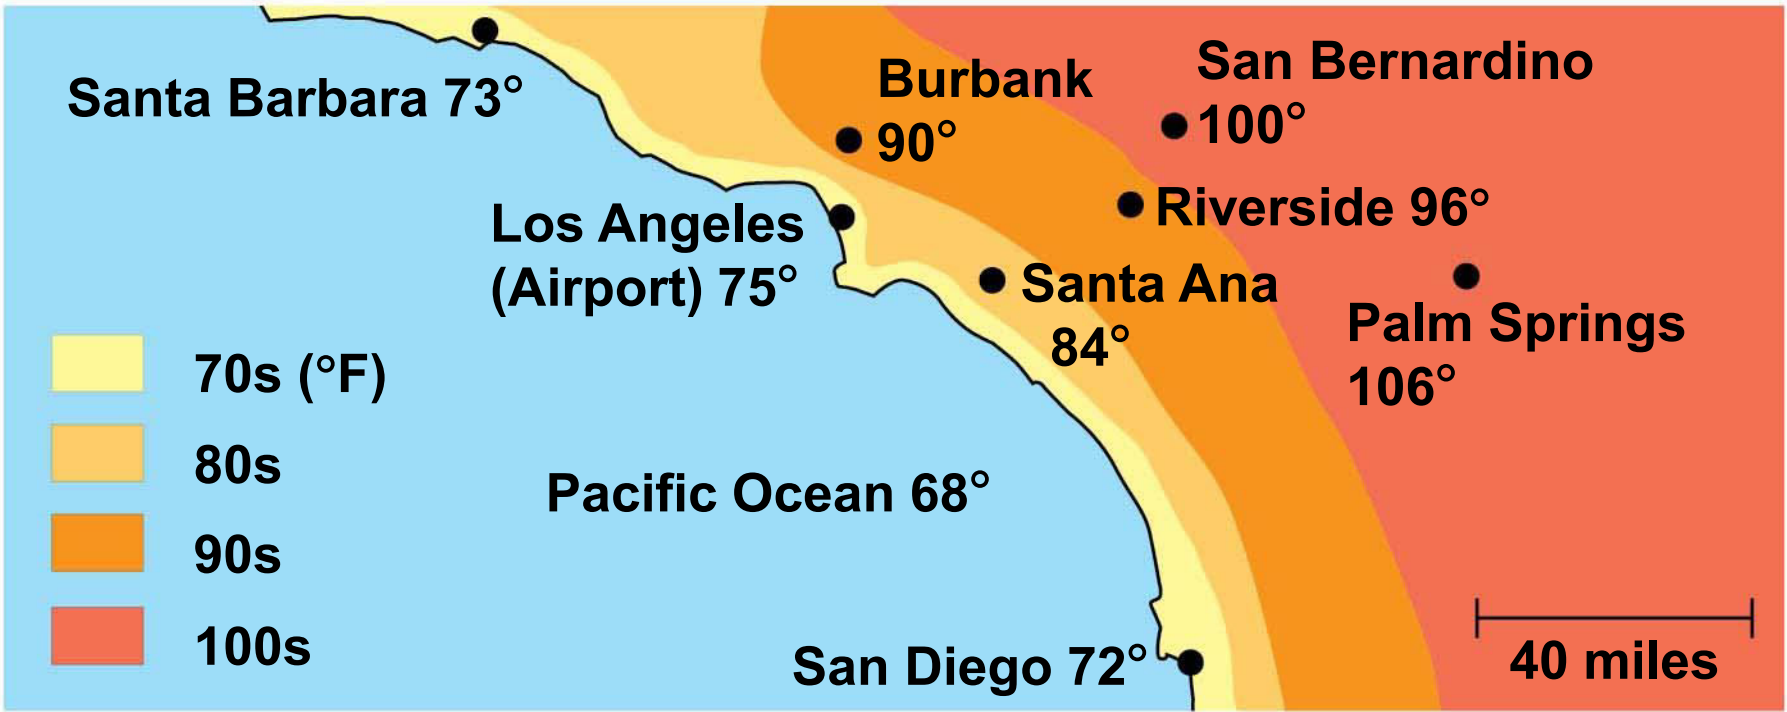 Santa Barbara 73°
Burbank
90°
San Bernardino
100°
Los Angeles
(Airport) 75°
Riverside 96°
Santa Ana
84°
Palm Springs
106°
70s (°F)
80s
90s
100s
Pacific Ocean 68°
San Diego 72°
40 miles